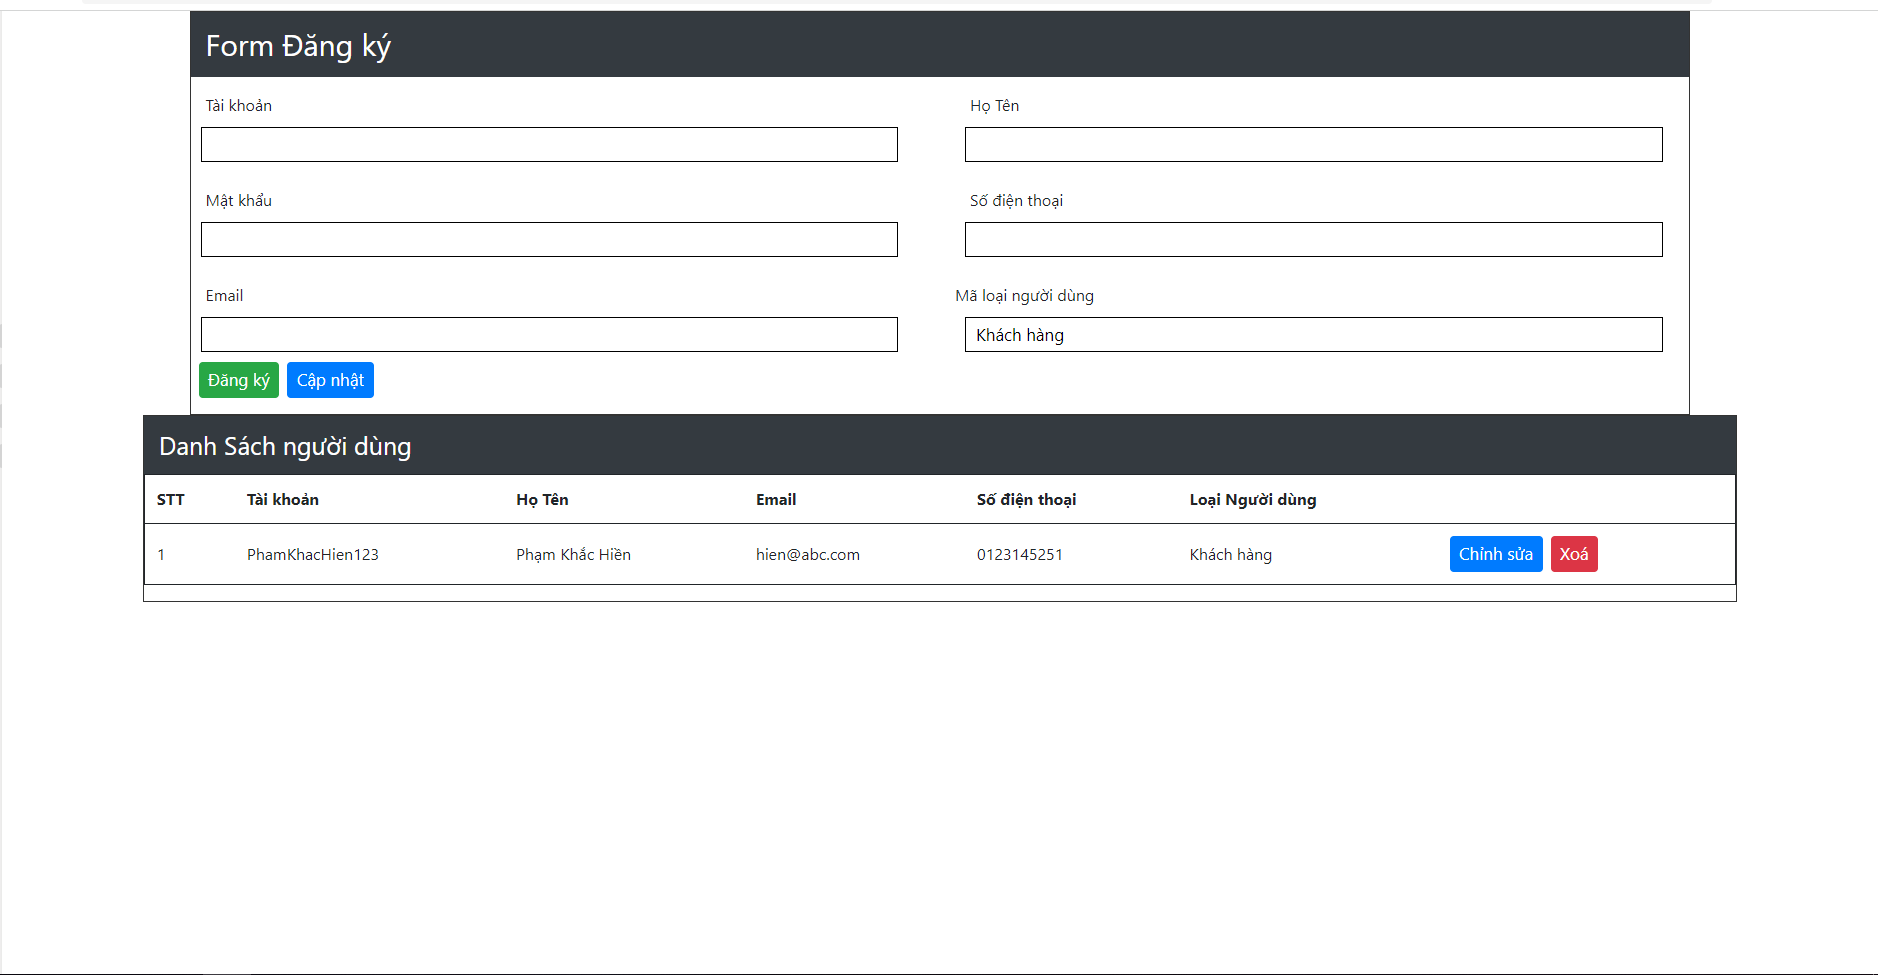 Form Đăng ký
Tài khoản Họ Tên
Mật khẩu Số điện thoại
Email Mã loại người dùng
Khách hàng
Đăng ký Cập nhật
Danh Sách người dùng
STT Tài khoản Họ Tên Email Số điện thoại Loại Người dùng
1 PhamKhacHien123 Phạm Khắc Hiền hien@abc.com 0123145251 Khách hàng Chỉnh sửa Xoá